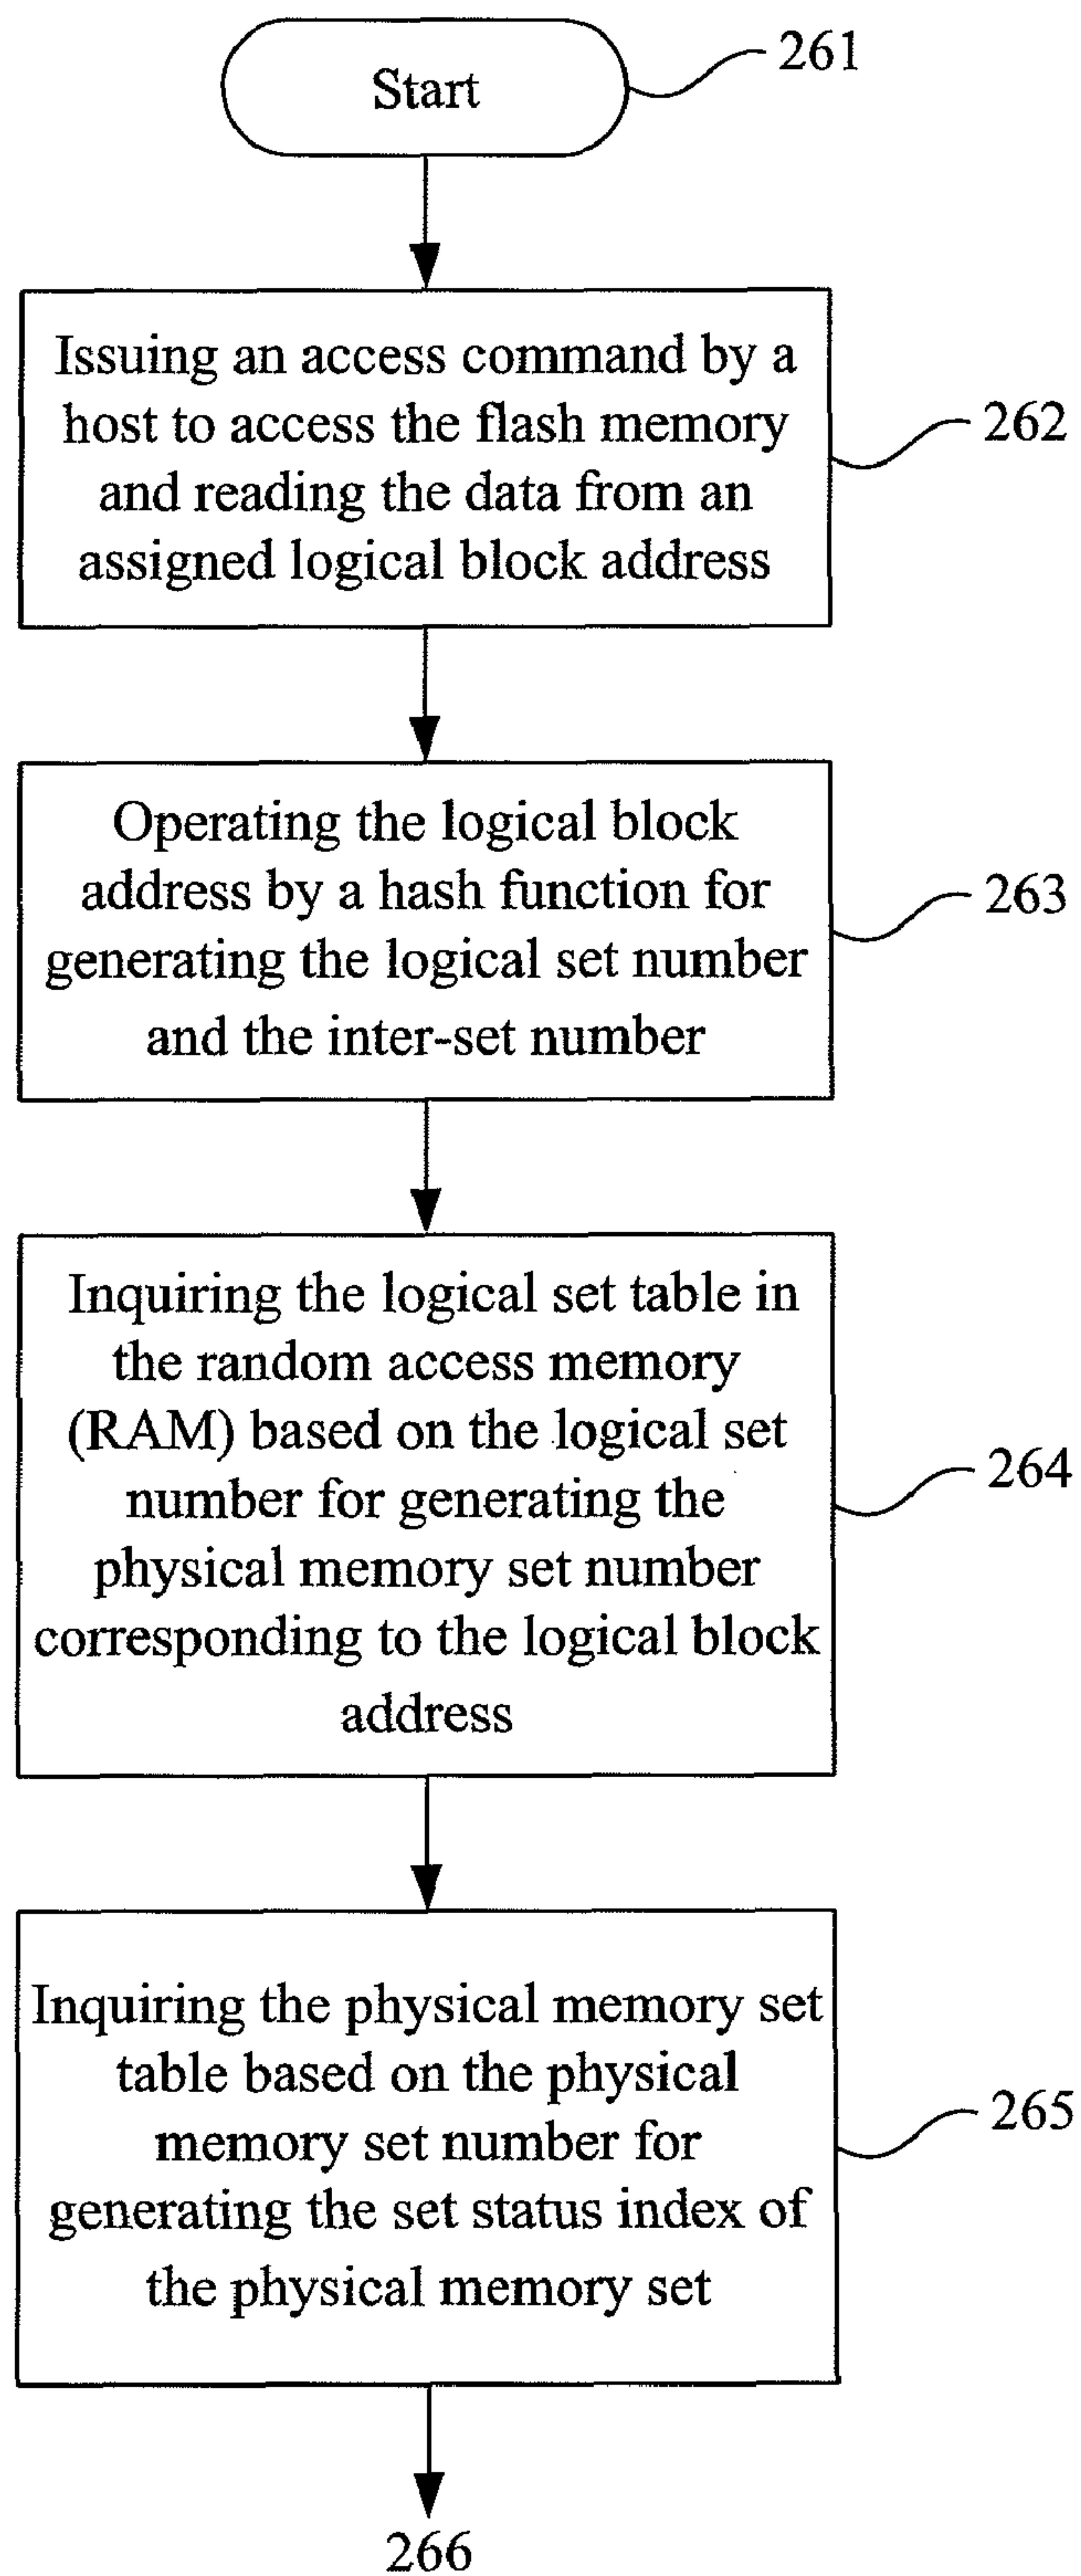 Start
261
Issuing an access command by a
host to access the flash memory
and reading the data from an
assigned logical block address
262
Operating the logical block
address by a hash function for
generating the logical set number
and the inter-set number
263
Inquiring the logical set table in
the random access memory
(RAM) based on the logical set
number for generating the
physical memory set number
corresponding to the logical block
address
264
Inquiring the physical memory set
table based on the physical
memory set number for
generating the set status index of
the physical memory set
265
266